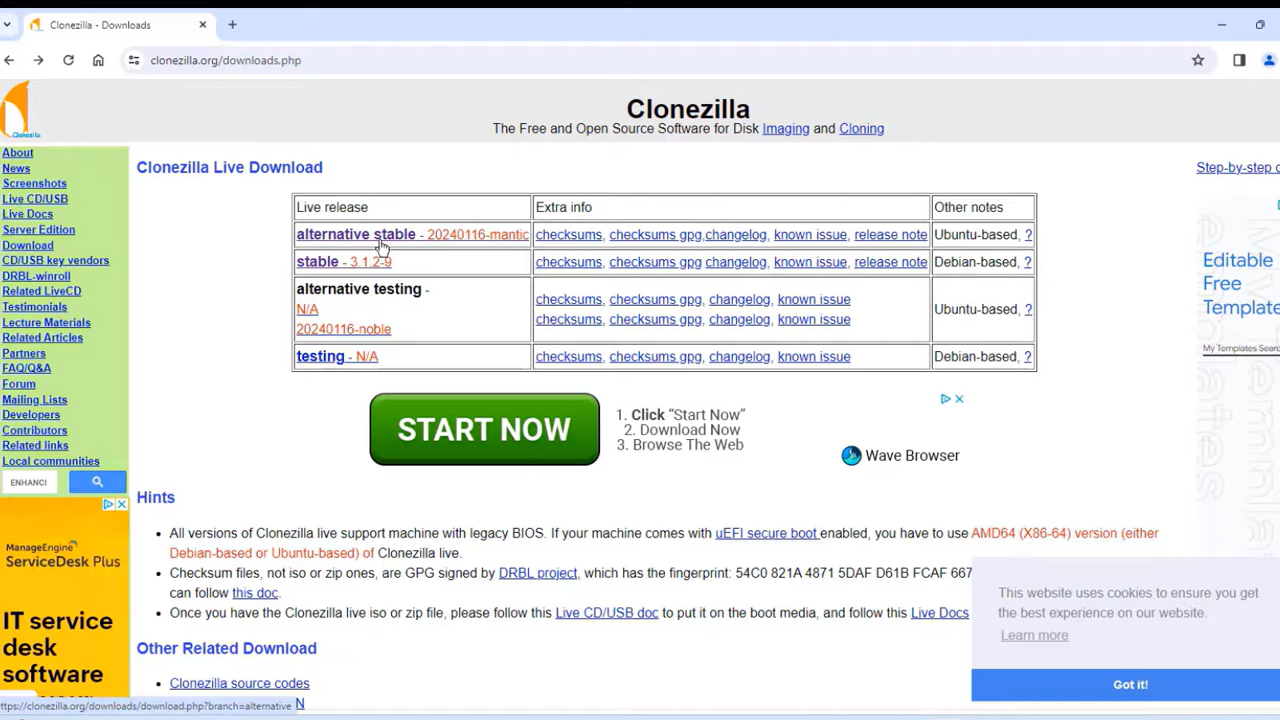 Clonezilla - Downloads
clonezilla.org/downloads.php
Clonezilla
Clonezilla
The Free and Open Source Software for Disk Imaging and Cloning
About
News
Screenshots
Live CD/USB
Live Docs
Server Edition
Download
CD/USB key vendors
DRBL-winroll
Related LiveCD
Testimonials
Lecture Materials
Related Articles
Partners
FAQ/Q&A
Forum
Mailing Lists
Developers
Contributors
Related links
Local communities
ENHANCI
ManageEngine
ServiceDesk Plus
IT service
desk
software
Clonezilla Live Download
Step-by-step
Live release Extra info Other notes
alternative stable - 20240116-mantic checksums, checksums gpg,changelog, known issue, release note Ubuntu-based, ?
stable - 3.1.2-9 checksums, checksums gpg changelog, known issue, release note Debian-based, ?
alternative testing -
N/A checksums, checksums gpg, changelog, known issue
20240116-noble checksums, checksums gpg, changelog, known issue Ubuntu-based, ?
testing - N/A checksums, checksums gpg, changelog, known issue Debian-based, ?
START NOW
1. Click “Start Now”
2. Download Now
3. Browse The Web
Wave Browser
Editable
Free
Template
My Templates Search
Hints
All versions of Clonezilla live support machine with legacy BIOS. If your machine comes with uEFI secure boot enabled, you have to use AMD64 (X86-64) version (either
Debian-based or Ubuntu-based) of Clonezilla live.
Checksum files, not iso or zip ones, are GPG signed by DRBL project, which has the fingerprint: 54C0 821A 4871 5DAF D61B FCAF 667
can follow this doc.
Once you have the Clonezilla live iso or zip file, please follow this Live CD/USB doc to put it on the boot media, and follow this Live Docs
Other Related Download
Clonezilla source codes
N
This website uses cookies to ensure you get
the best experience on our website.
Learn more
Got it!
https://clonezilla.org/downloads/download.php?branch=alternative